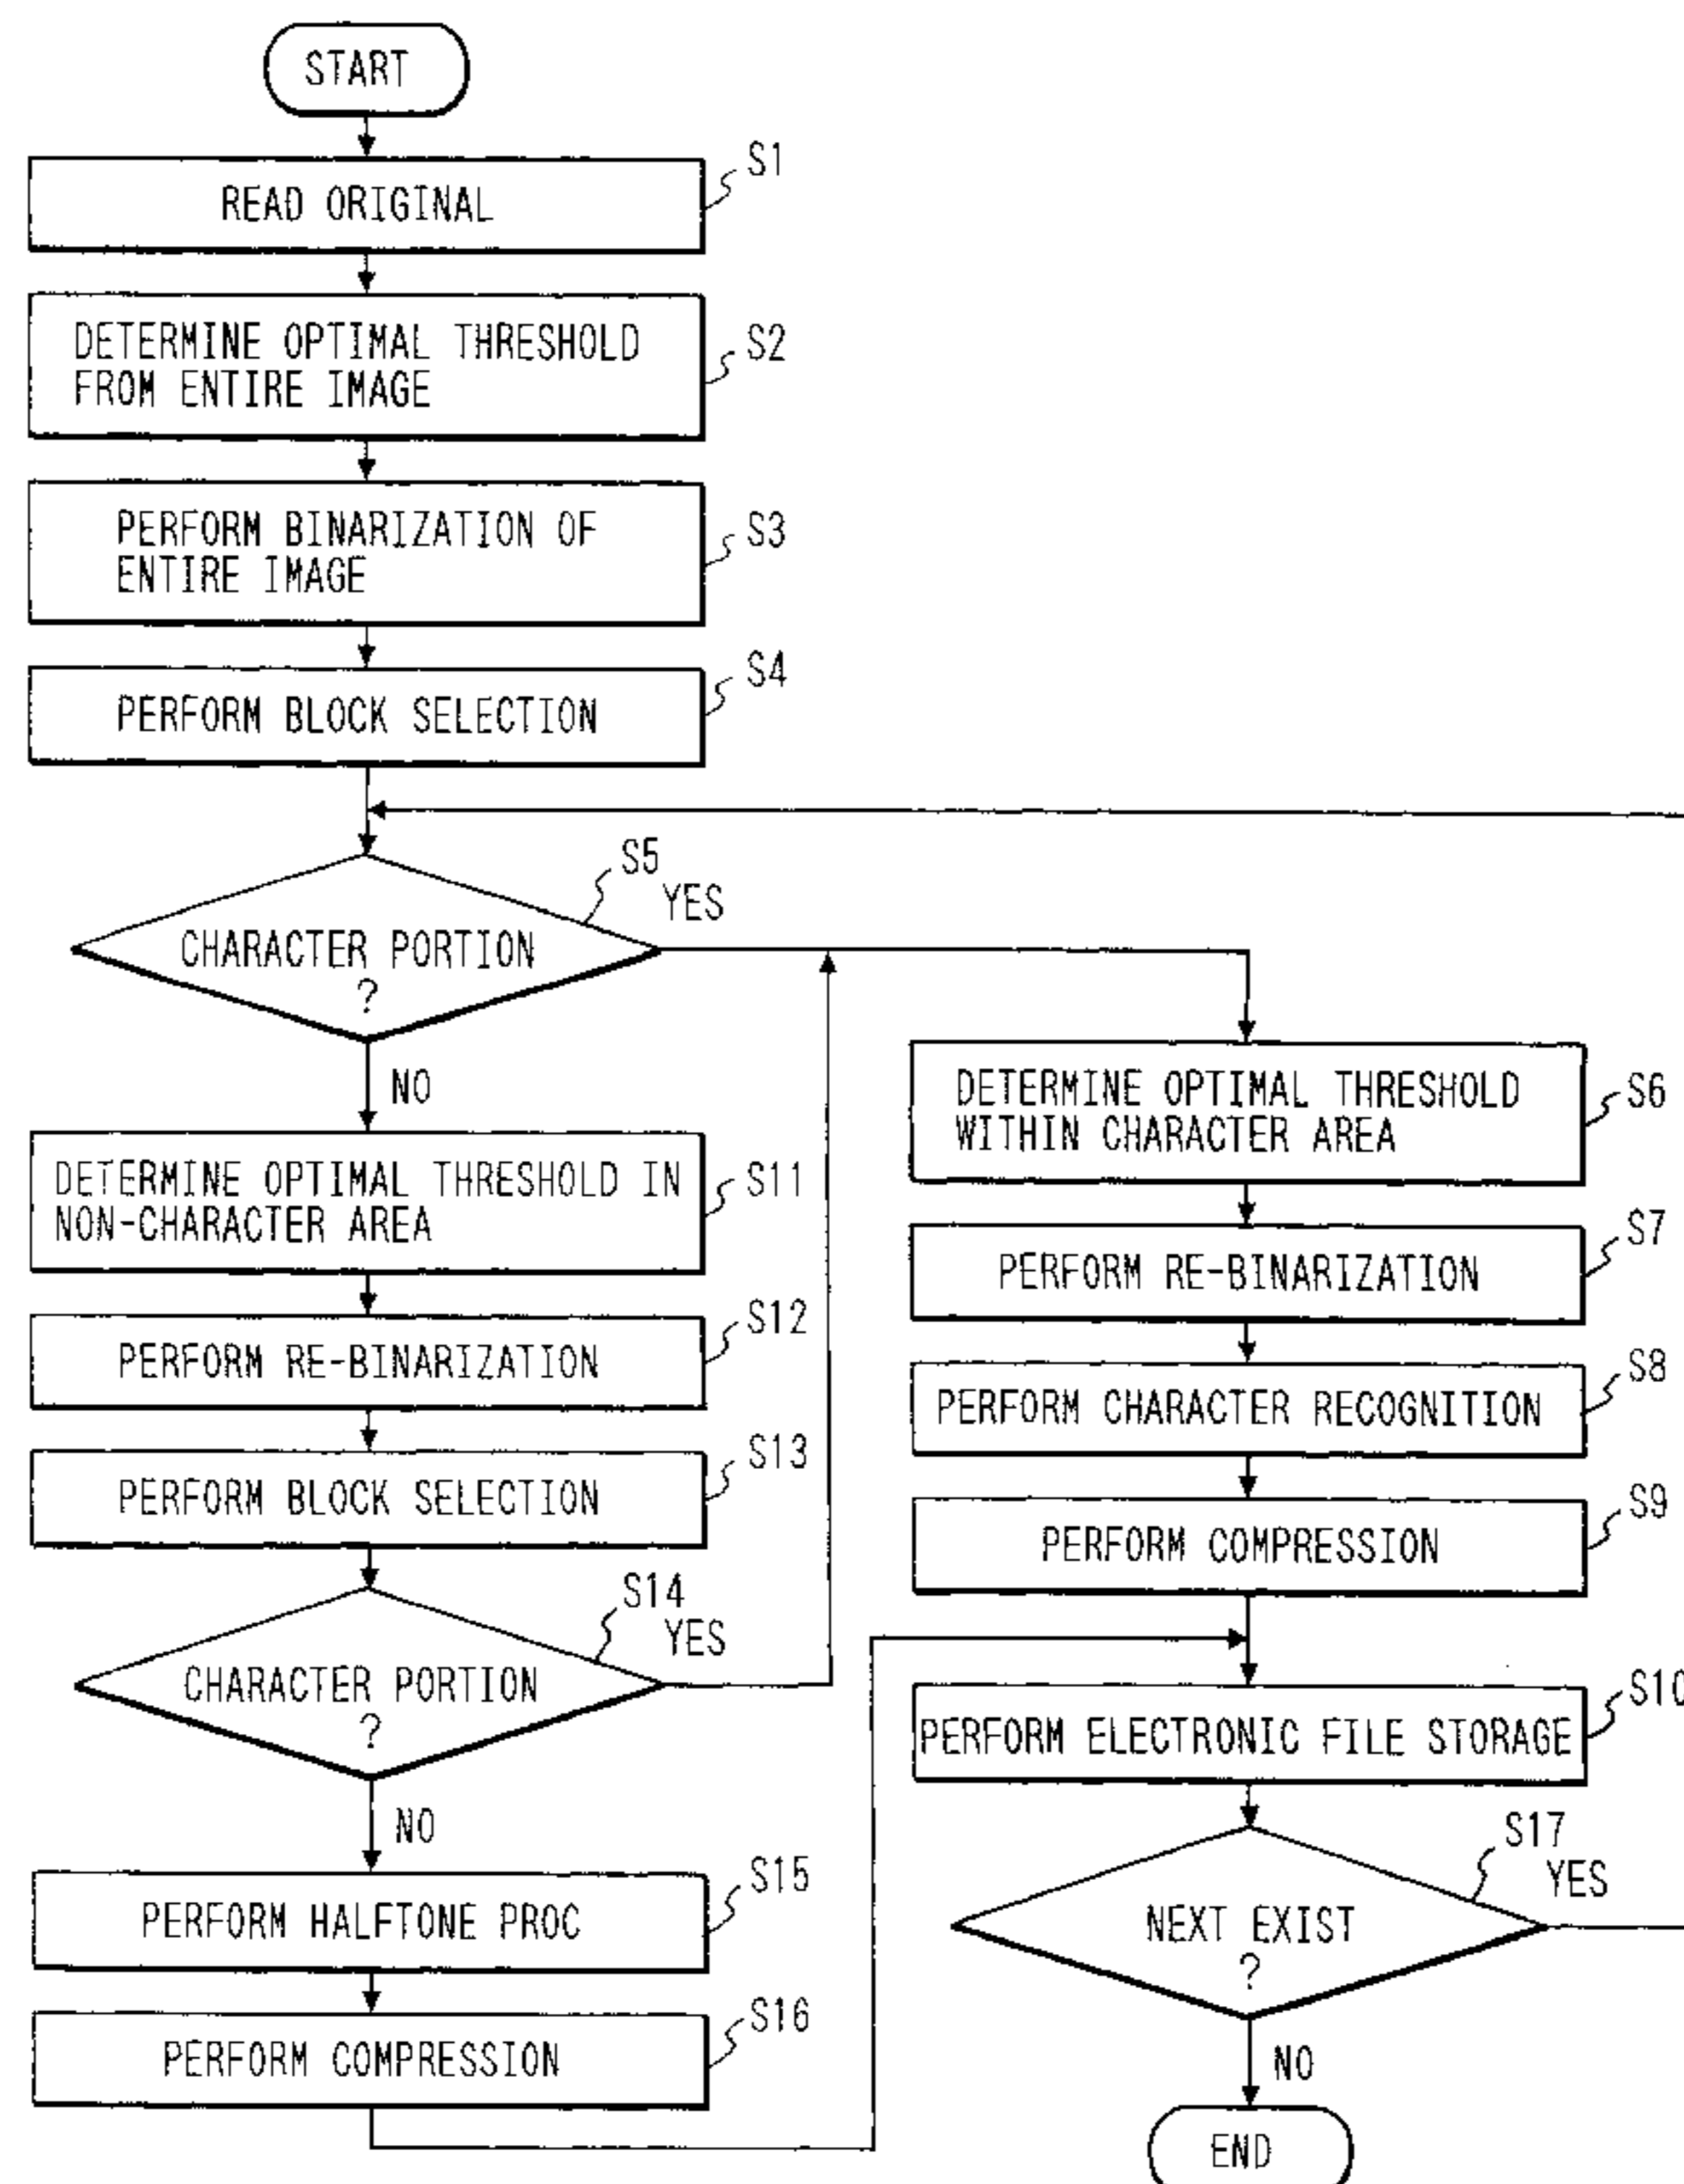 START
S1
READ ORIGINAL
S2
DETERMINE OPTIMAL THRESHOLD
FROM ENTIRE IMAGE
S3
PERFORM BINARIZATION OF
ENTIRE IMAGE
S4
PERFORM BLOCK SELECTION
S5
YES
CHARACTER PORTION
?
NO
S11
DETERMINE OPTIMAL THRESHOLD IN
NON-CHARACTER AREA
S12
PERFORM RE-BINARIZATION
S13
PERFORM BLOCK SELECTION
S14
YES
CHARACTER PORTION
?
NO
S15
PERFORM HALFTONE PROC
S16
PERFORM COMPRESSION
S6
DETERMINE OPTIMAL THRESHOLD
WITHIN CHARACTER AREA
S7
PERFORM RE-BINARIZATION
S8
PERFORM CHARACTER RECOGNITION
S9
PERFORM COMPRESSION
S10
PERFORM ELECTRONIC FILE STORAGE
S17
YES
NEXT EXIST
?
NO
END